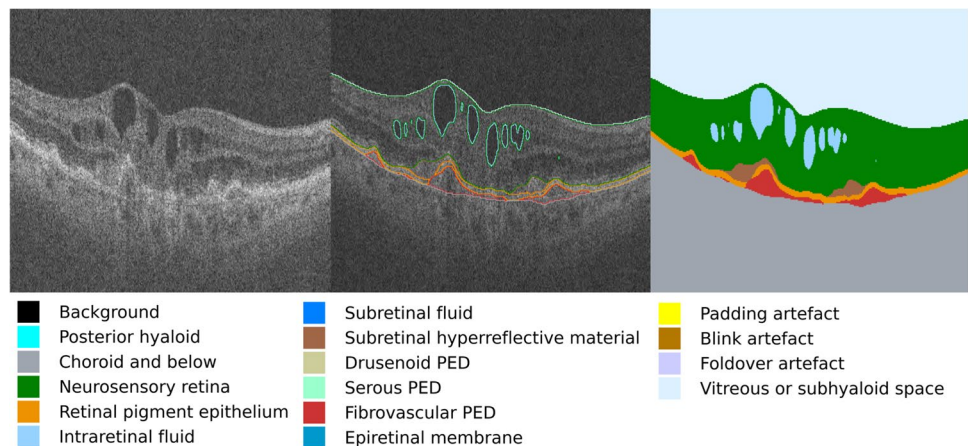 Background
Posterior hyaloid
Choroid and below
Neurosensory retina
Retinal pigment epithelium
Intraretinal fluid
Subretinal fluid
Subretinal hyperreflective material
Drusenoid PED
Serous PED
Fibrovascular PED
Epiretinal membrane
Padding artefact
Blink artefact
Foldover artefact
Vitreous or subhyaloid space